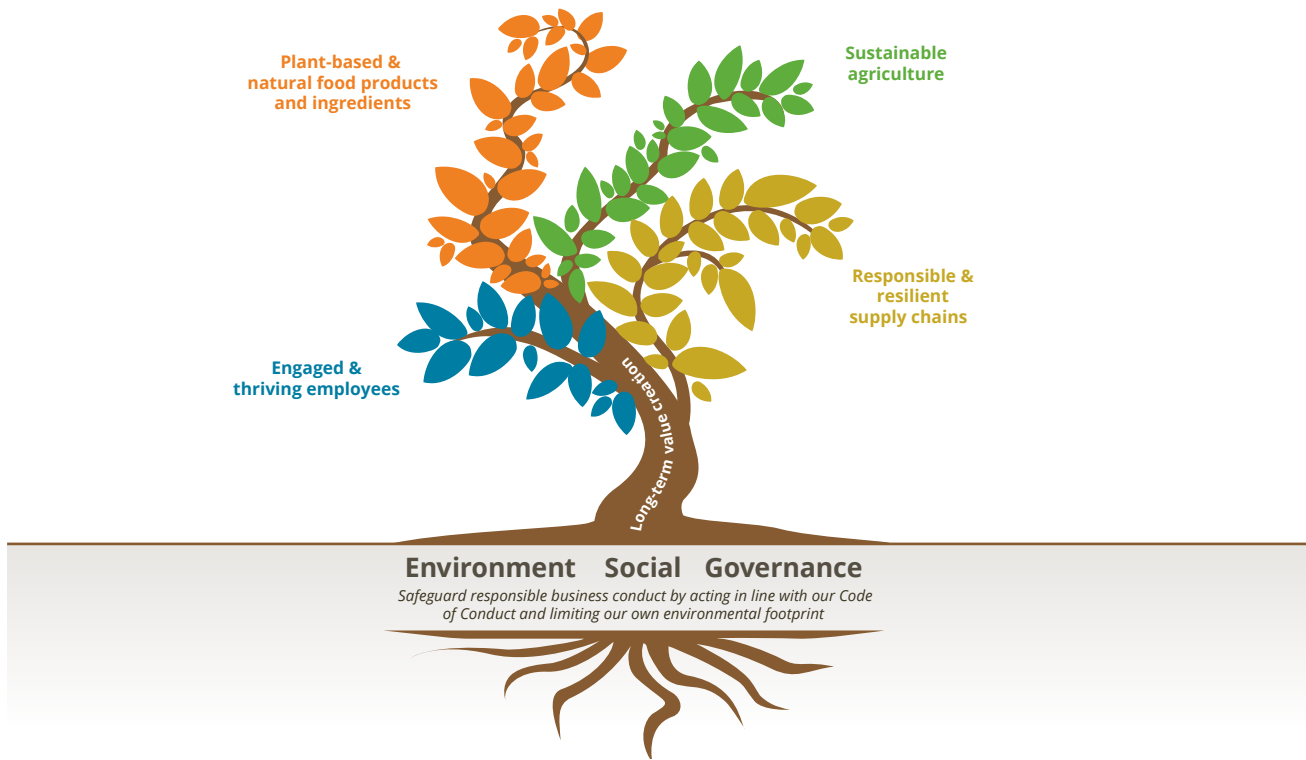 Plant-based &
natural food products
and ingredients
Sustainable
agriculture
Responsible &
resilient
supply chains
Engaged &
thriving employees
Long-term value creation
Environment Social Governance
Safeguard responsible business conduct by acting in line with our Code
of Conduct and limiting our own environmental footprint